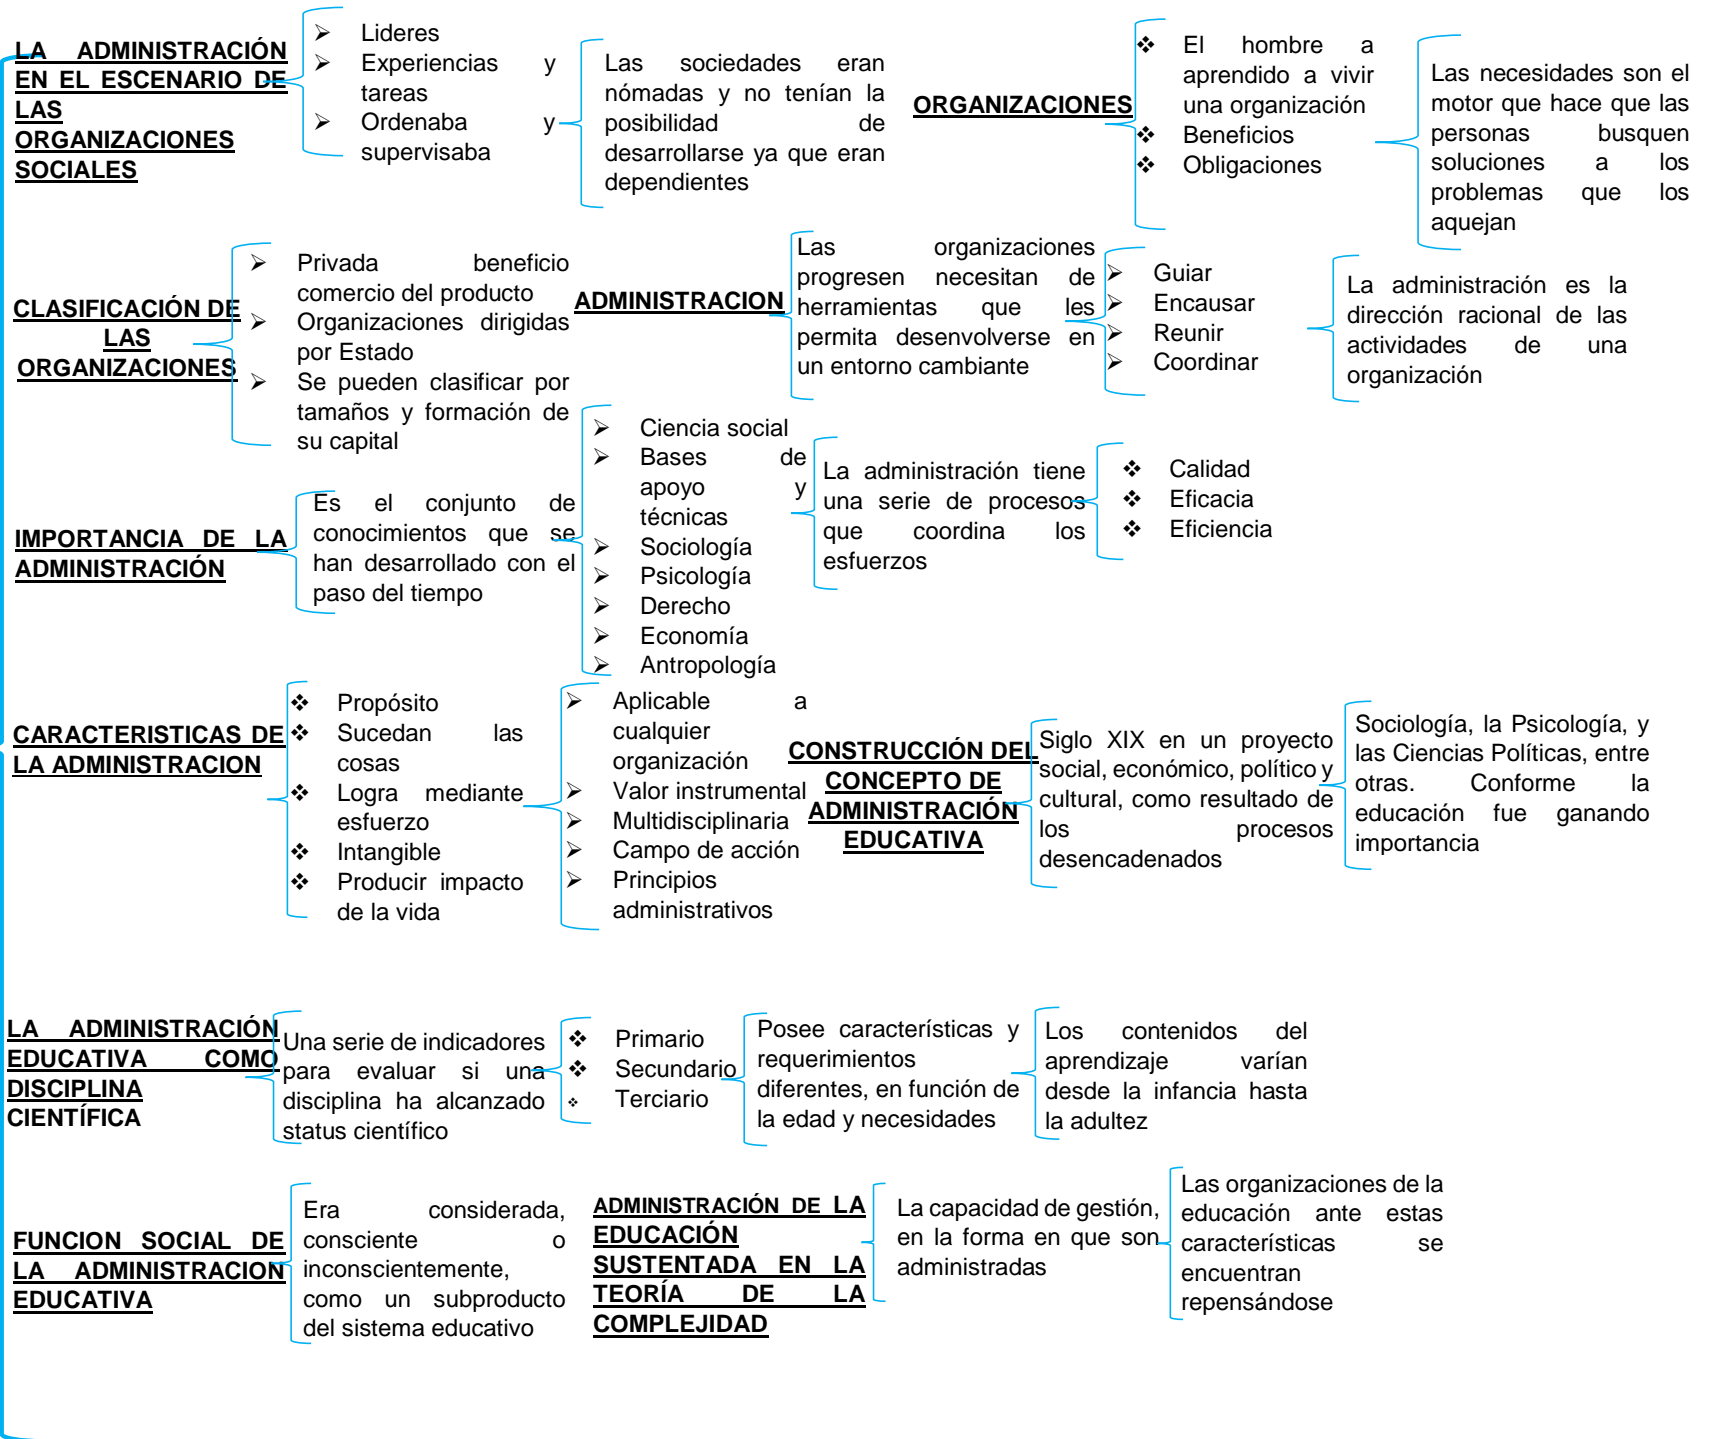 LA ADMINISTRACIÓN
EN EL ESCENARIO DE
LAS
ORGANIZACIONES
SOCIALES
Lideres
Experiencias y
tareas
Ordenaba y
supervisaba
Las sociedades eran
nómadas y no tenían la
posibilidad de
desarrollarse ya que eran
dependientes
ORGANIZACIONES
El hombre a
aprendido a vivir
una organización
Beneficios
Obligaciones
Las necesidades son el
motor que hace que las
personas busquen
soluciones a los
problemas que los
aquejan
CLASIFICACIÓN DE
LAS
ORGANIZACIONES
Privada beneficio
comercio del producto
Organizaciones dirigidas
por Estado
Se pueden clasificar por
tamaños y formación de
su capital
ADMINISTRACION
Las organizaciones
progresen necesitan de
herramientas que les
permita desenvolverse en
un entorno cambiante
Guiar
Encausar
Reunir
Coordinar
La administración es la
dirección racional de las
actividades de una
organización
IMPORTANCIA DE LA
ADMINISTRACIÓN
Es el conjunto de
conocimientos que se
han desarrollado con el
paso del tiempo
Ciencia social
Bases de
apoyo y
técnicas
Sociología
Psicología
Derecho
Economía
Antropología
La administración tiene
una serie de procesos
que coordina los
esfuerzos
Calidad
Eficacia
Eficiencia
CARACTERISTICAS DE
LA ADMINISTRACION
Propósito
Sucedan las
cosas
Logra mediante
esfuerzo
Intangible
Producir impacto
de la vida
Aplicable a
cualquier
organización
Valor instrumental
Multidisciplinaria
Campo de acción
Principios
administrativos
CONSTRUCCIÓN DEL
CONCEPTO DE
ADMINISTRACIÓN
EDUCATIVA
Siglo XIX en un proyecto
social, económico, político y
cultural, como resultado de
los procesos
desencadenados
Sociología, la Psicología, y
las Ciencias Políticas, entre
otras. Conforme la
educación fue ganando
importancia
LA ADMINISTRACIÓN
EDUCATIVA COMO
DISCIPLINA
CIENTÍFICA
Una serie de indicadores
para evaluar si una
disciplina ha alcanzado
status científico
Primario
Secundario
Terciario
Posee características y
requerimientos
diferentes, en función de
la edad y necesidades
Los contenidos del
aprendizaje varían
desde la infancia hasta
la adultez
FUNCION SOCIAL DE
LA ADMINISTRACION
EDUCATIVA
Era considerada,
consciente o
inconscientemente,
como un subproducto
del sistema educativo
ADMINISTRACIÓN DE LA
EDUCACIÓN
SUSTENTADA EN LA
TEORÍA DE LA
COMPLEJIDAD
La capacidad de gestión,
en la forma en que son
administradas
Las organizaciones de la
educación ante estas
características se
encuentran
repensándose